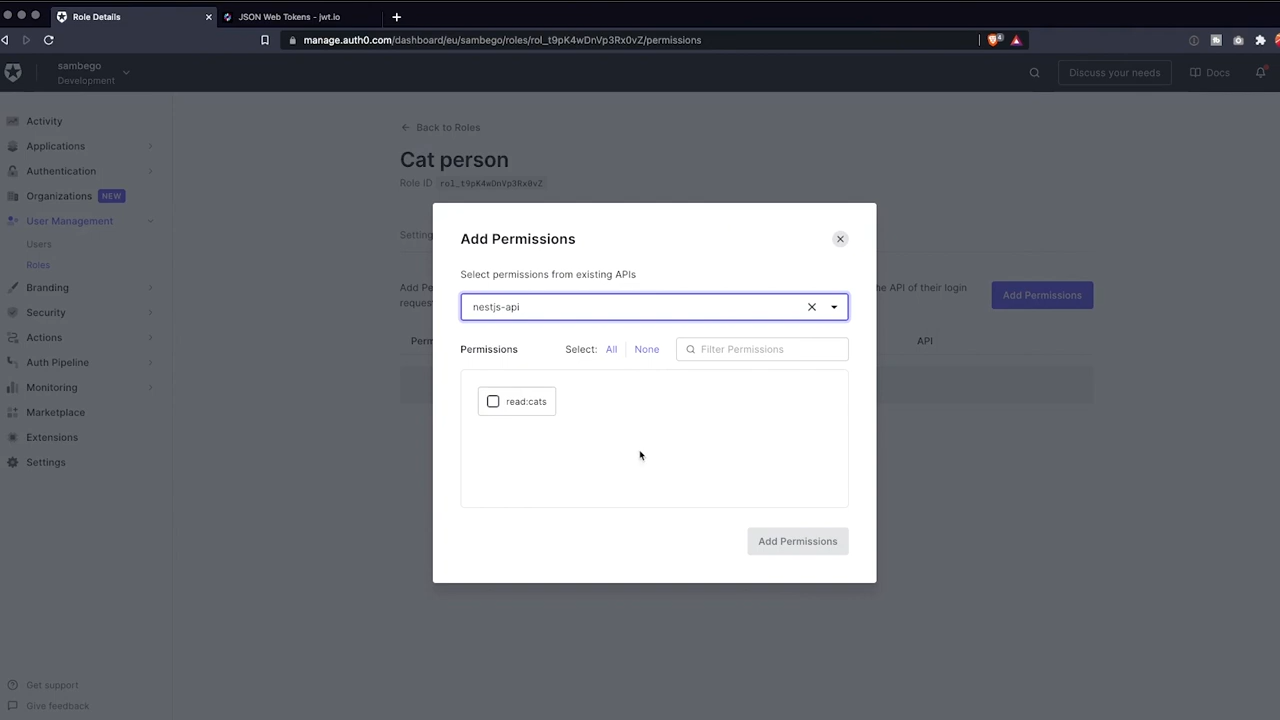 Role Details
JSON Web Tokens - jwt.io
manage.auth0.com/dashboard/eu/sambego/roles/rol_t9pK4wDnVp3Rx0vZ/permissions
4
sambego
Development
Discuss your needs
Docs
Activity
Applications
Authentication
Organizations NEW
User Management
Users
Roles
Branding
Security
Actions
Auth Pipeline
Monitoring
Marketplace
Extensions
Settings
Get support
Give feedback
Back to Roles
Cat person
Role ID rol_t9pK4wDnVp3Rx0vZ
Setting
Add Pe
reques
the API of their login
Add Permissions
Perm
API
Add Permissions
Select permissions from existing APIs
nestjs-api
Permissions Select: All None Filter Permissions
read:cats
Add Permissions